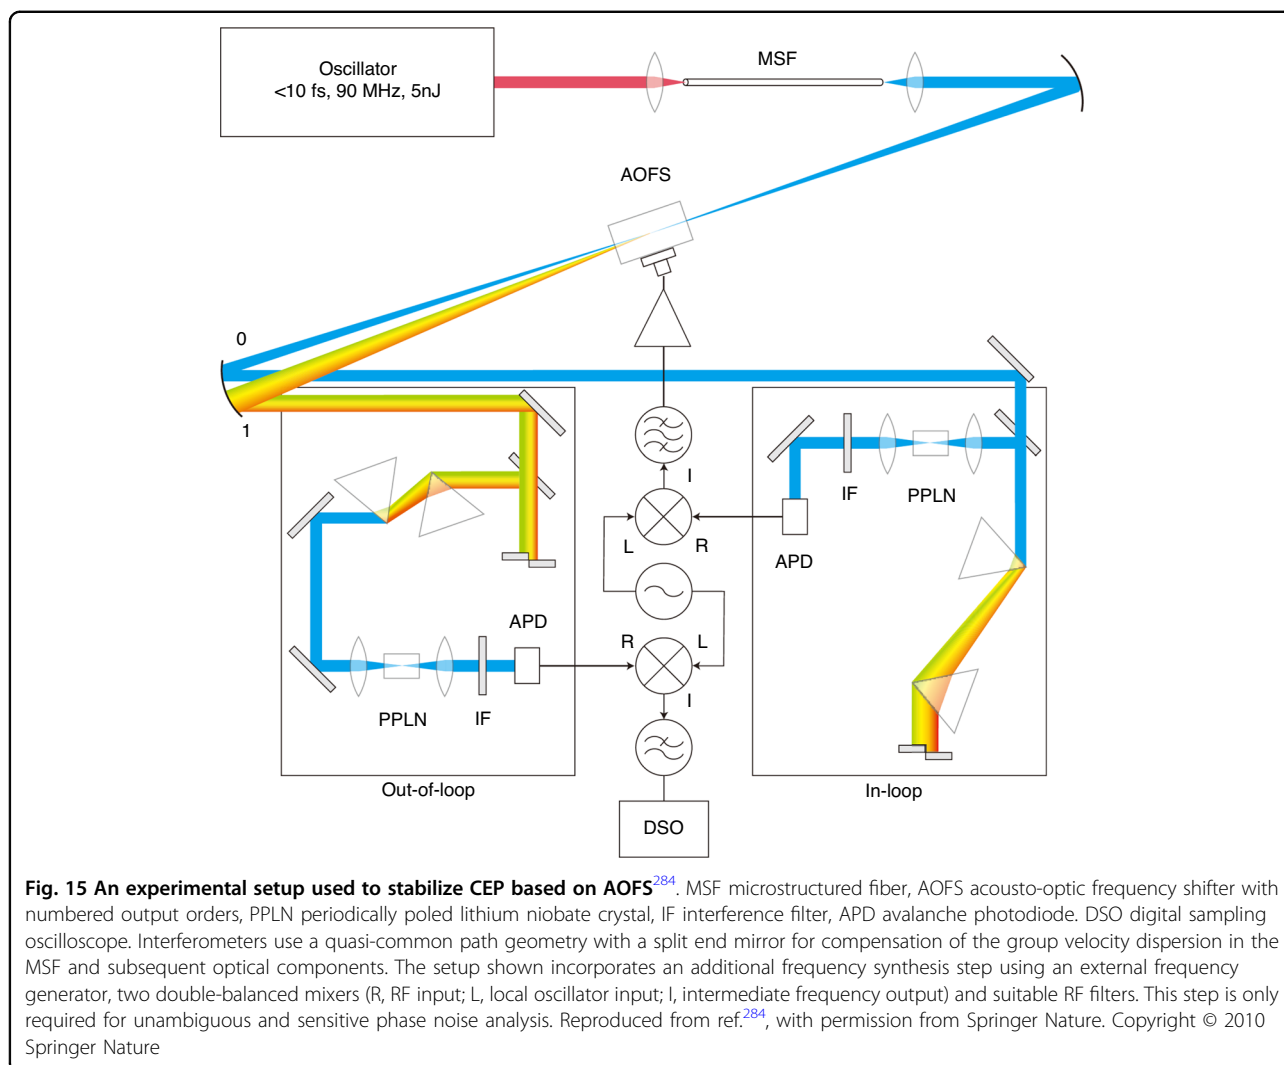 Oscillator
<10 fs, 90 MHz, 5nJ
MSF
AOFS
0
1
I
IF
PPLN
L
R
APD
APD
R
L
PPLN
IF
I
Out-of-loop
In-loop
DSO
Fig. 15 An experimental setup used to stabilize CEP based on AOFS284. MSF microstructured fiber, AOFS acousto-optic frequency shifter with
numbered output orders, PPLN periodically poled lithium niobate crystal, IF interference filter, APD avalanche photodiode. DSO digital sampling
oscilloscope. Interferometers use a quasi-common path geometry with a split end mirror for compensation of the group velocity dispersion in the
MSF and subsequent optical components. The setup shown incorporates an additional frequency synthesis step using an external frequency
generator, two double-balanced mixers (R, RF input; L, local oscillator input; I, intermediate frequency output) and suitable RF filters. This step is only
required for unambiguous and sensitive phase noise analysis. Reproduced from ref.284, with permission from Springer Nature. Copyright © 2010
Springer Nature